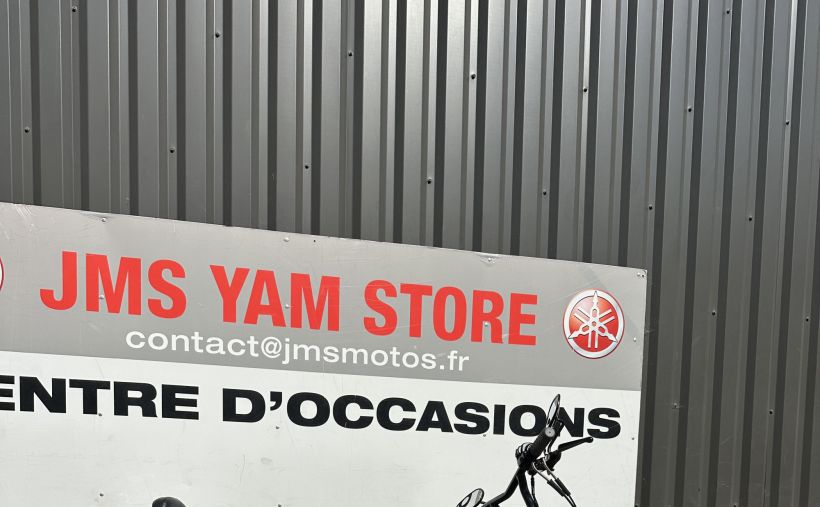 JMS YAM STORE
contact@jmsmotos.fr
ENTRE D'OCCASIONS